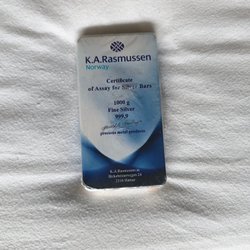 K.A.Rasmussen
Norway
Certificate
of Assay for Silver Bars
1000 g
Fine Silver
999,9
precious metal products
K.A.Rasmussen as
2316 Hamar